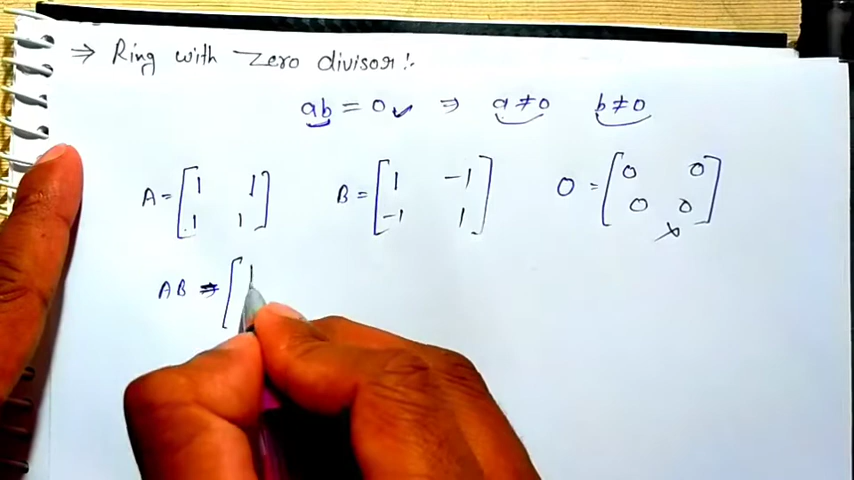 ⇒ Ring with Zero divisor:-
ab = 0 ✓ ⇒ a ≠ 0 b ≠ 0
A = [1 1 B = [1 -1 0 = [0 0
1 1] -1 1] 0 0]
AB = [1